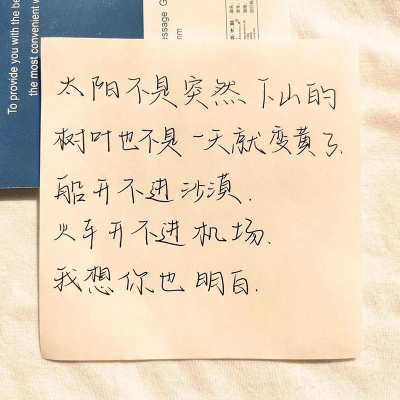 To provide you with the be
the most convenient w
ssage G
nm
太阳不是突然下山的
树叶也不是一天就变黄了.
船开不进沙漠.
火车开不进机场.
我想你也明白.